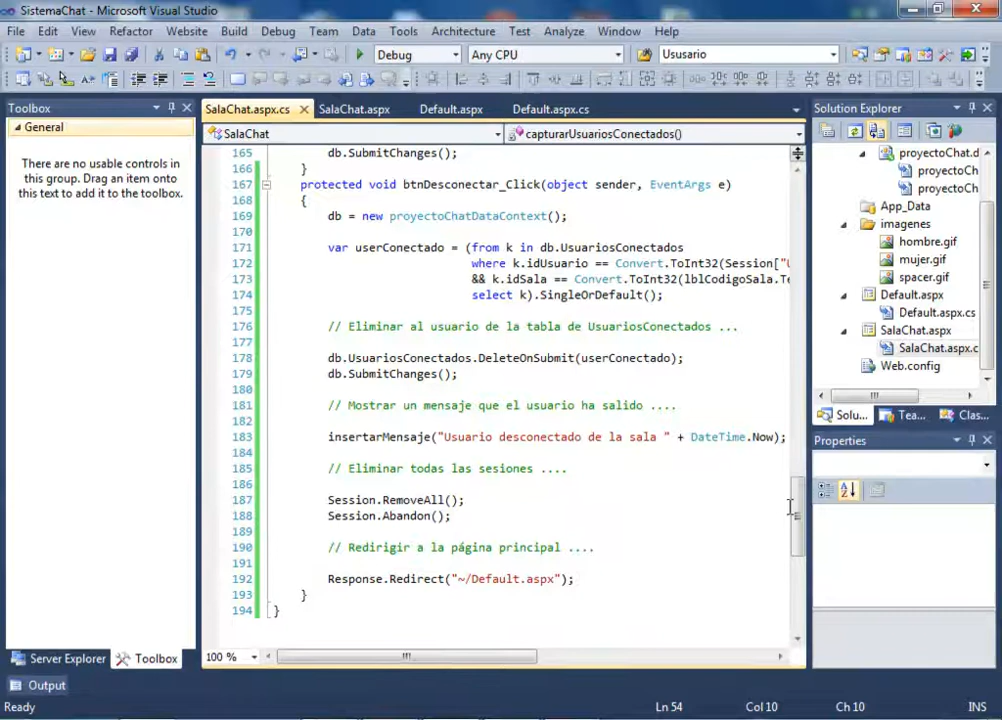 SistemaChat - Microsoft Visual Studio
File Edit View Refactor Website Build Debug Team Data Tools Architecture Test Analyze Window Help
Debug Any CPU Ususario
Toolbox
General
There are no usable controls in
this group. Drag an item onto
this text to add it to the toolbox.
Server Explorer Toolbox
SalaChat.aspx.cs SalaChat.aspx Default.aspx Default.aspx.cs
SalaChat capturarUsuariosConectados()
165 db.SubmitChanges();
166 }
167 protected void btnDesconectar_Click(object sender, EventArgs e)
168 {
169 db = new proyectoChatDataContext();
170
171 var userConectado = (from k in db.UsuariosConectados
172 where k.idUsuario == Convert.ToInt32(Session["
173 && k.idSala == Convert.ToInt32(lblCodigoSala.Te
174 select k).SingleOrDefault();
175
176 // Eliminar al usuario de la tabla de UsuariosConectados ...
177
178 db.UsuariosConectados.DeleteOnSubmit(userConectado);
179 db.SubmitChanges();
180
181 // Mostrar un mensaje que el usuario ha salido ....
182
183 insertarMensaje("Usuario desconectado de la sala " + DateTime.Now);
184
185 // Eliminar todas las sesiones ....
186
187 Session.RemoveAll();
188 Session.Abandon();
189
190 // Redirigir a la página principal ....
191
192 Response.Redirect("~/Default.aspx");
193 }
194 }
100 %
Solution Explorer
proyectoChat.d
proyectoCh
proyectoCh
App_Data
imagenes
hombre.gif
mujer.gif
spacer.gif
Default.aspx
Default.aspx.cs
SalaChat.aspx
SalaChat.aspx.c
Web.config
Solu... Tea... Clas...
Properties
Output
Ready Ln 54 Col 10 Ch 10 INS